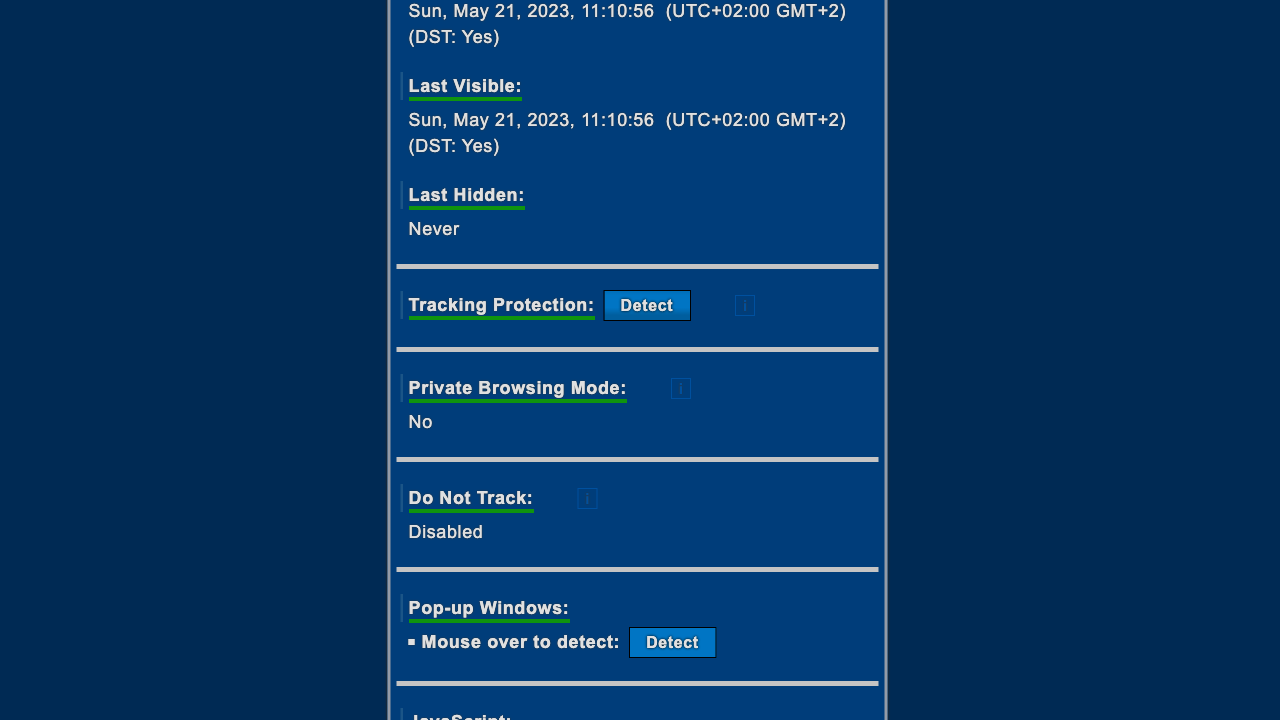 Sun, May 21, 2023, 11:10:56 (UTC+02:00 GMT+2)
(DST: Yes)
Last Visible:
Sun, May 21, 2023, 11:10:56 (UTC+02:00 GMT+2)
(DST: Yes)
Last Hidden:
Never
Tracking Protection: Detect i
Private Browsing Mode: i
No
Do Not Track: i
Disabled
Pop-up Windows:
▪ Mouse over to detect: Detect
JavaScript: